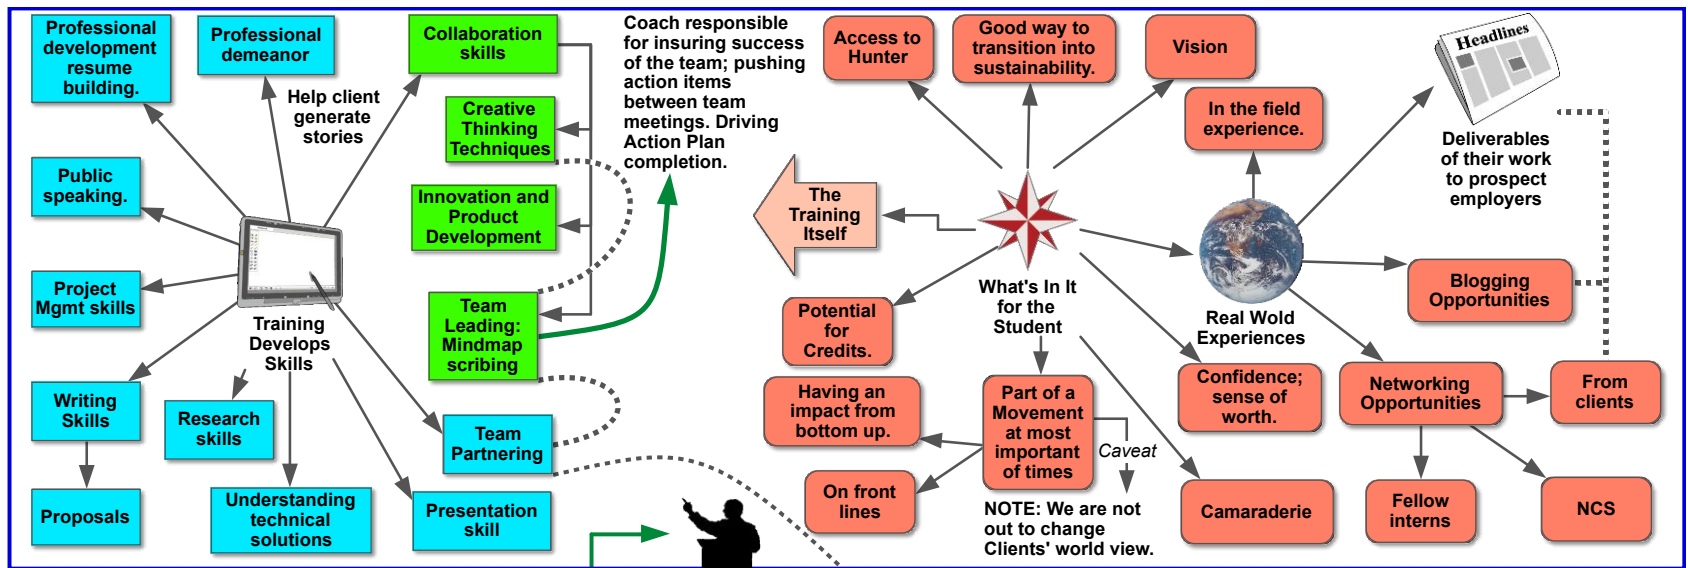 Professional
development
resume
building.
Professional
demeanor
Help client
generate
stories
Collaboration
skills
Creative
Thinking
Techniques
Innovation and
Product
Development
Team
Leading:
Mindmap
scribing
Public
speaking.
Project
Mgmt skills
Training
Develops
Skills
Writing
Skills
Proposals
Research
skills
Understanding
technical
solutions
Team
Partnering
Presentation
skill
Coach responsible
for insuring success
of the team; pushing
action items
between team
meetings. Driving
Action Plan
completion.
Access to
Hunter
Good way to
transition into
sustainability.
Vision
The
Training
Itself
What's In It
for the
Student
Potential
for
Credits.
Having an
impact from
bottom up.
On front
lines
Part of a
Movement
at most
important
of times
Caveat
NOTE: We are not
out to change
Clients' world view.
In the field
experience.
Headlines
Deliverables
of their work
to prospect
employers
Real Wold
Experiences
Blogging
Opportunities
Confidence;
sense of
worth.
Networking
Opportunities
From
clients
Camaraderie
Fellow
interns
NCS